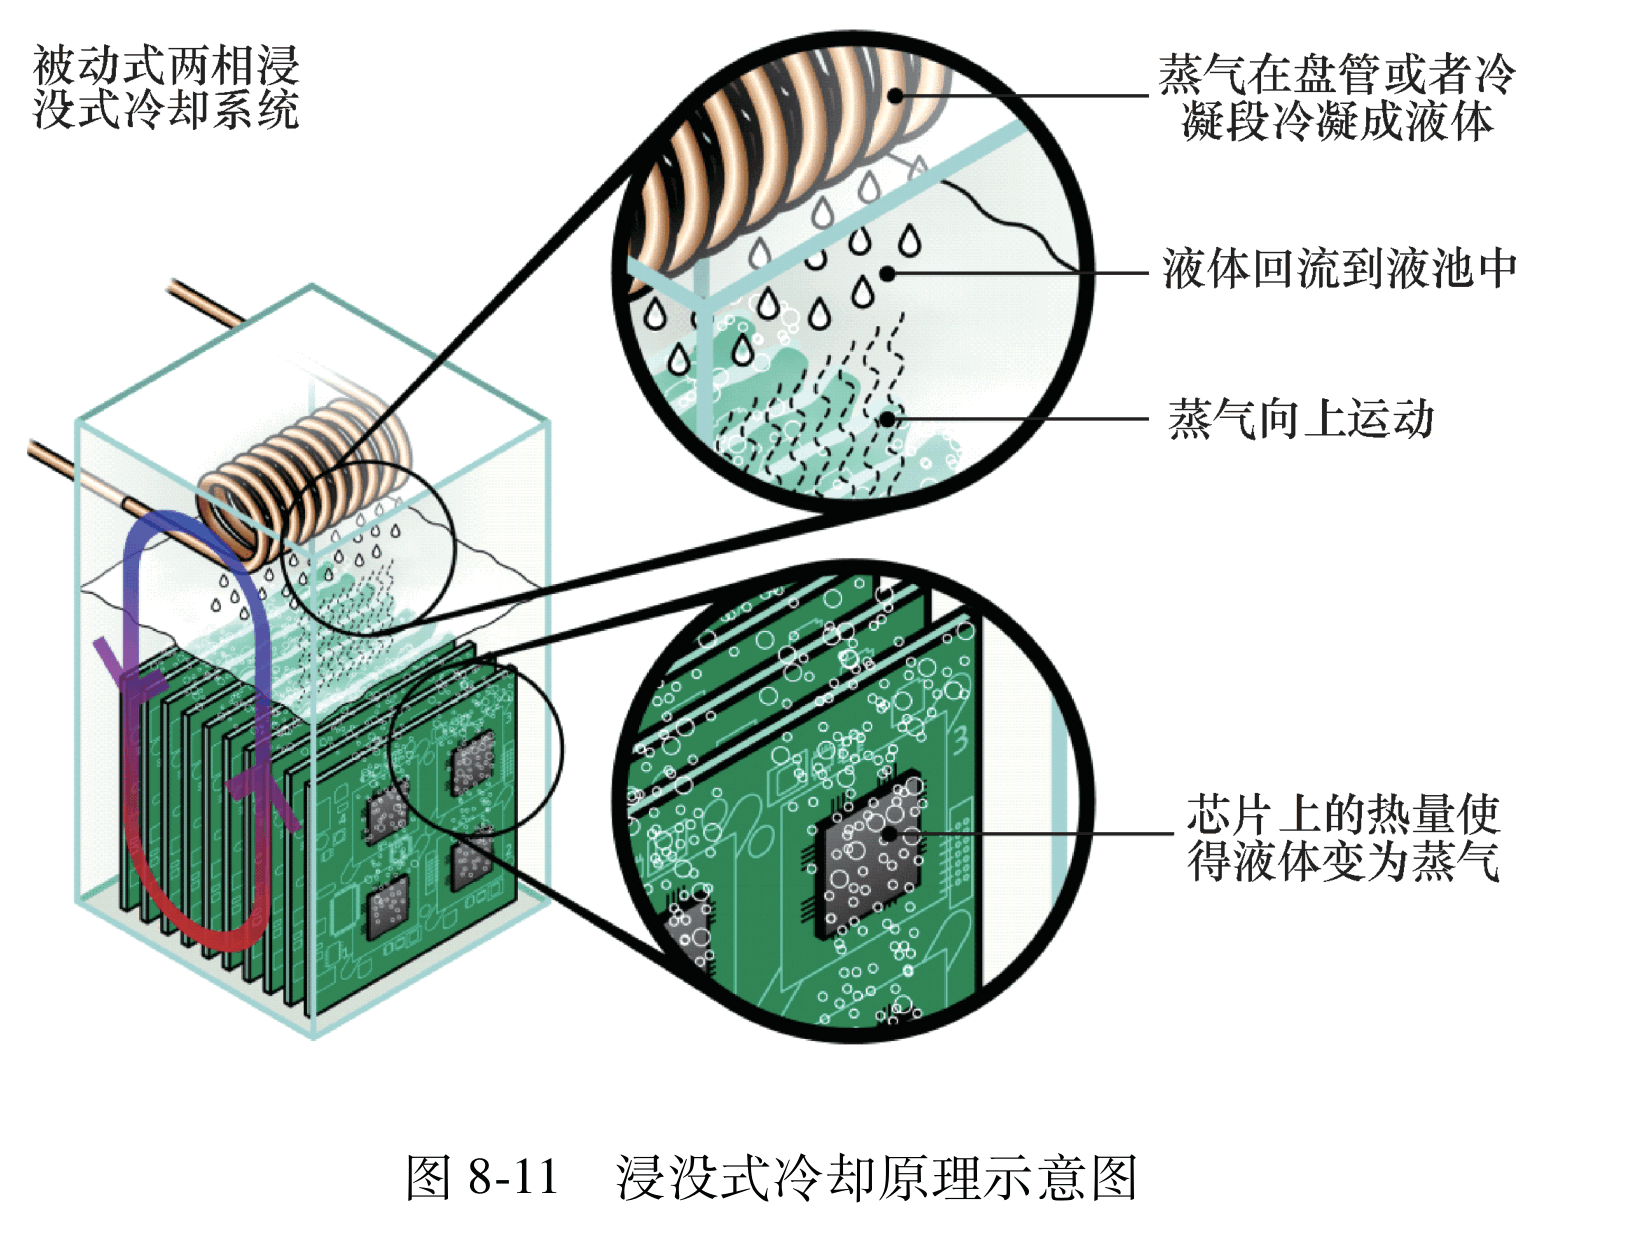 被动式两相浸
没式冷却系统
蒸气在盘管或者冷
凝段冷凝成液体
液体回流到液池中
蒸气向上运动
芯片上的热量使
得液体变为蒸气
3
图 8-11 浸没式冷却原理示意图